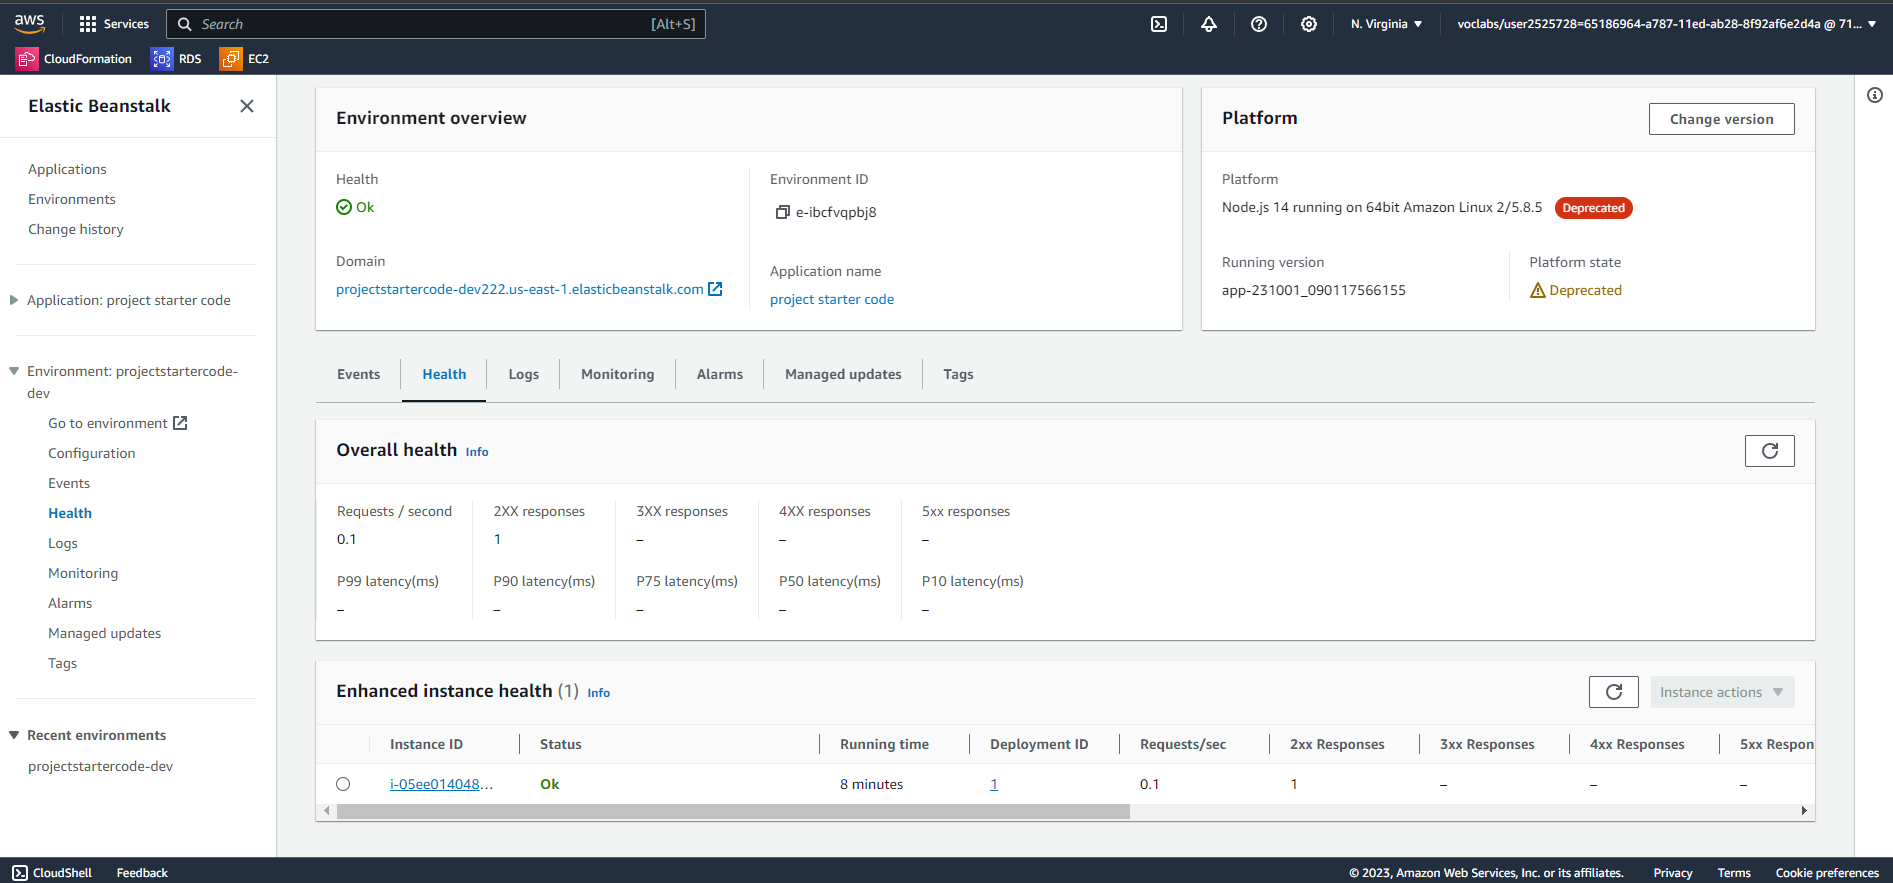 aws
Services
Search
[Alt+S]
N. Virginia
voclabs/user2525728=65186964-a787-11ed-ab28-8f92af6e2d4a @ 71...
CloudFormation
RDS
EC2
Elastic Beanstalk
Applications
Environments
Change history
Application: project starter code
Environment: projectstartercode-
dev
Go to environment
Configuration
Events
Health
Logs
Monitoring
Alarms
Managed updates
Tags
Recent environments
projectstartercode-dev
Environment overview
Health
Ok
Environment ID
e-ibcfvqpbj8
Domain
projectstartercode-dev222.us-east-1.elasticbeanstalk.com
Application name
project starter code
Platform
Change version
Platform
Node.js 14 running on 64bit Amazon Linux 2/5.8.5
Deprecated
Running version
app-231001_090117566155
Platform state
Deprecated
Events
Health
Logs
Monitoring
Alarms
Managed updates
Tags
Overall health Info
Requests / second
2XX responses
3XX responses
4XX responses
5xx responses
0.1
1
–
–
–
P99 latency(ms)
P90 latency(ms)
P75 latency(ms)
P50 latency(ms)
P10 latency(ms)
–
–
–
–
–
Enhanced instance health (1) Info
Instance actions
Instance ID
Status
Running time
Deployment ID
Requests/sec
2xx Responses
3xx Responses
4xx Responses
5xx Respon
i-05ee014048...
Ok
8 minutes
1
0.1
1
–
–
–
CloudShell
Feedback
© 2023, Amazon Web Services, Inc. or its affiliates.
Privacy
Terms
Cookie preferences